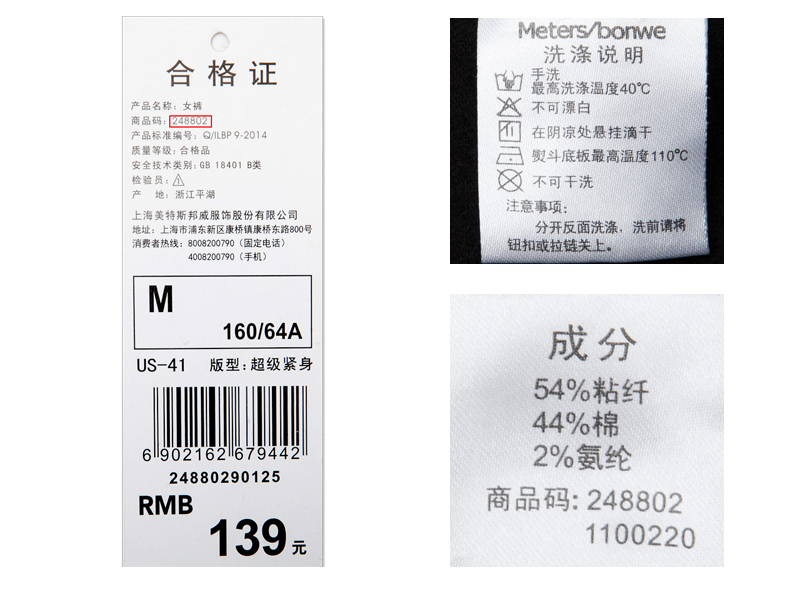 合格证
产品名称: 女裤
商品码: 248802
产品标准编号: Q/ILBP 9-2014
质量等级: 合格品
安全技术类别: GB 18401 B类
检验员: 1
产 地: 浙江平湖
上海美特斯邦威服饰股份有限公司
地址: 上海市浦东新区康桥镇康桥东路800号
消费者热线: 8008200790 (固定电话)
4008200790 (手机)
M
160/64A
US-41 版型: 超级紧身
6 902162 679442
24880290125
RMB
139元
Meters/bonwe
洗涤说明
手洗
最高洗涤温度40℃
不可漂白
在阴凉处悬挂滴干
熨斗底板最高温度110℃
不可干洗
注意事项:
分开反面洗涤, 洗前请将
钮扣或拉链关上。
成分
54%粘纤
44%棉
2%氨纶
商品码: 248802
1100220